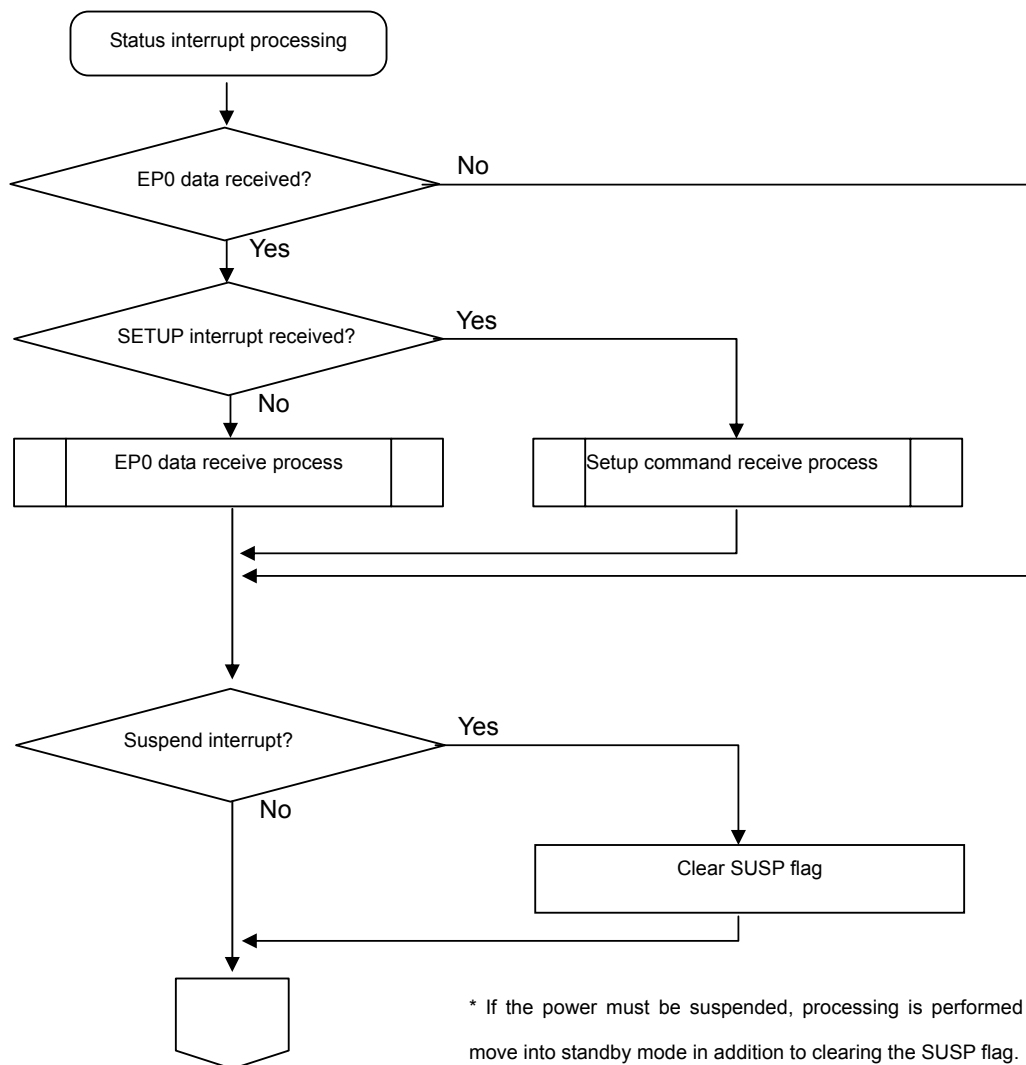 Status interrupt processing
EP0 data received?
No
Yes
SETUP interrupt received?
Yes
No
EP0 data receive process
Setup command receive process
Suspend interrupt?
Yes
No
Clear SUSP flag
* If the power must be suspended, processing is performed
move into standby mode in addition to clearing the SUSP flag.